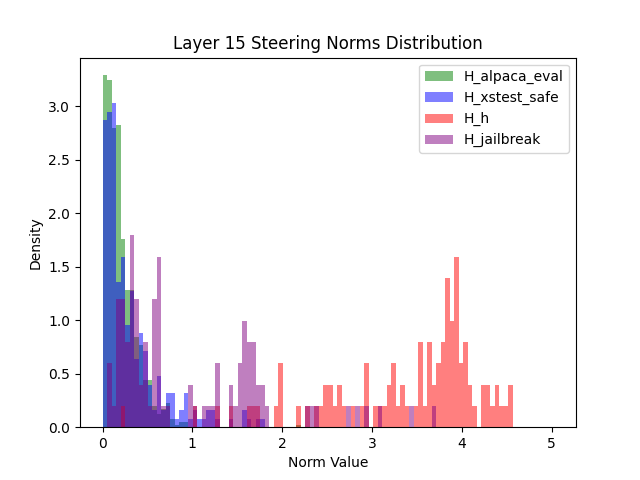 Layer 15 Steering Norms Distribution
H_alpaca_eval
H_xstest_safe
H_h
H_jailbreak
Density
3.0
2.5
2.0
1.5
1.0
0.5
0.0
0 1 2 3 4 5
Norm Value